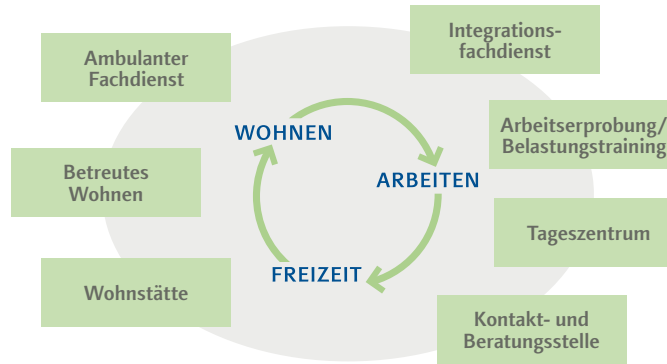 Integrations-
fachdienst
Ambulanter
Fachdienst
WOHNEN
Arbeitserprobung/
Belastungstraining
Betreutes
Wohnen
ARBEITEN
Tageszentrum
FREIZEIT
Wohnstätte
Kontakt- und
Beratungsstelle